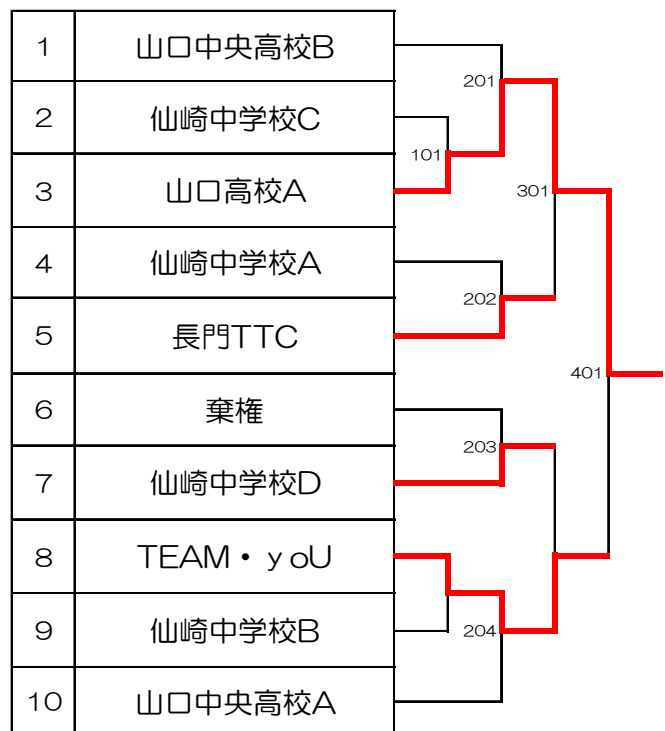 1 山口中央高校B
201
2 仙崎中学校C
101
3 山口高校A
301
4 仙崎中学校A
202
5 長門TTC
401
6 棄権
203
7 仙崎中学校D
8 TEAM・yoU
9 仙崎中学校B
204
10 山口中央高校A